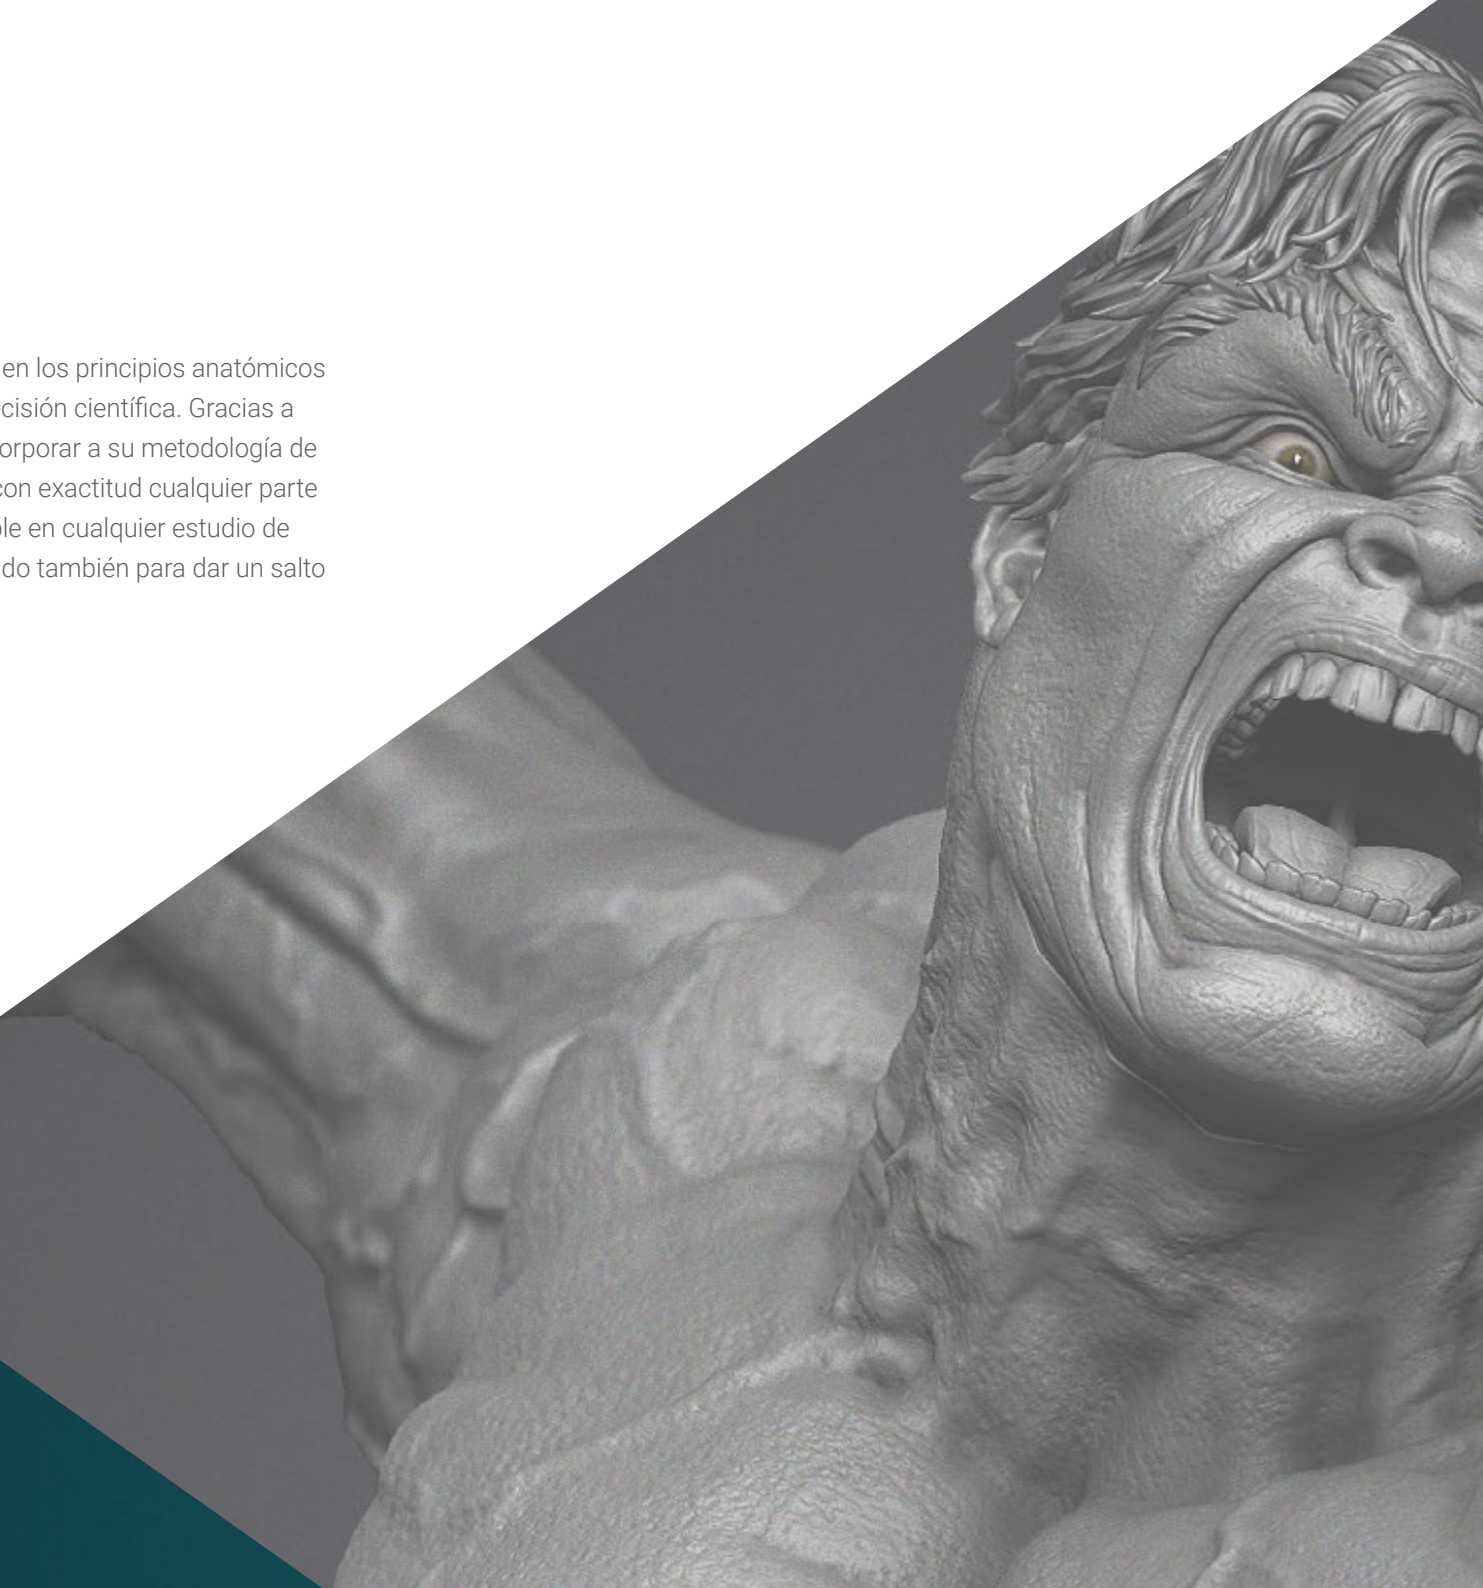 en los principios anatómicos
cisión científica. Gracias a
orporar a su metodología de
con exactitud cualquier parte
le en cualquier estudio de
do también para dar un salto